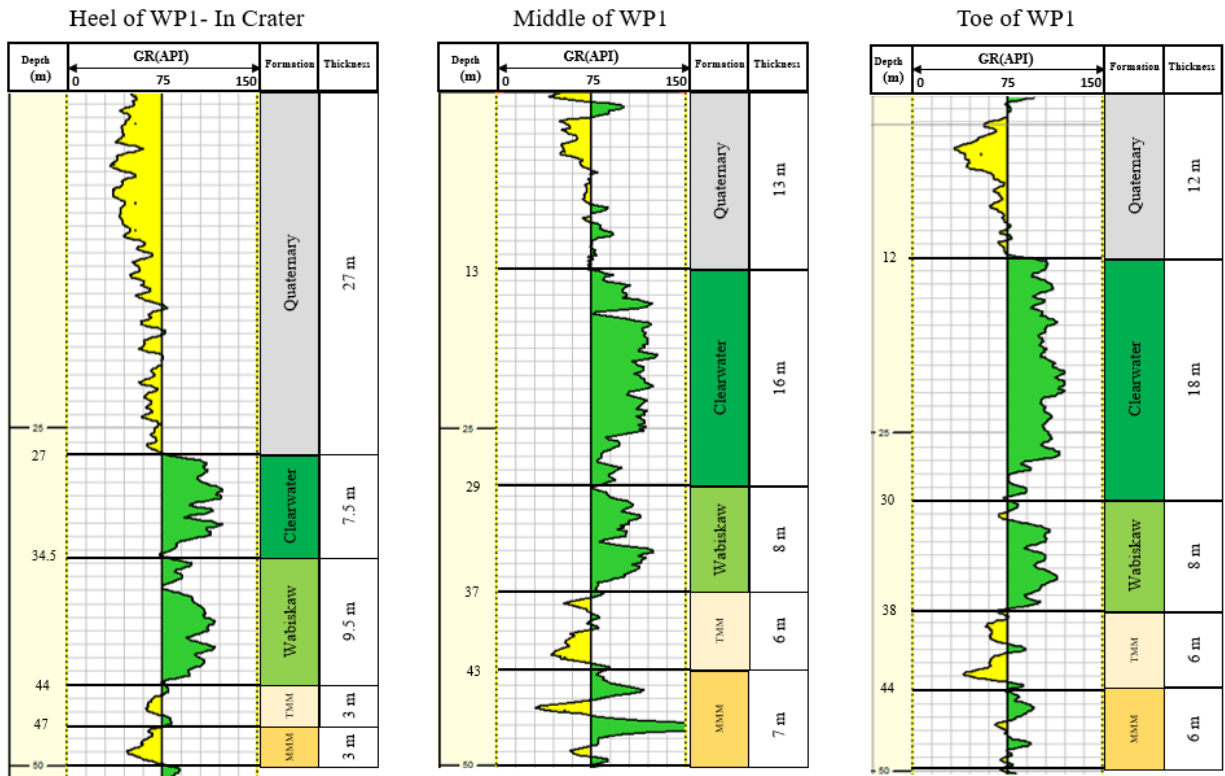 Heel of WP1- In Crater
Depth
(m)
GR(API)
0 75 150
Formation
Thickness
Quaternary
27 m
25
27
Clearwater
7.5 m
34.5
Wabiskaw
9.5 m
44
TMM
3 m
47
MMM
3 m
50
Middle of WP1
Depth
(m)
GR(API)
0 75 150
Formation
Thickness
Quaternary
13 m
13
Clearwater
16 m
25
29
Wabiskaw
8 m
37
TMM
6 m
43
MMM
7 m
50
Toe of WP1
Depth
(m)
GR(API)
0 75 150
Formation
Thickness
Quaternary
12 m
12
Clearwater
18 m
25
30
Wabiskaw
8 m
38
TMM
6 m
44
MMM
6 m
50